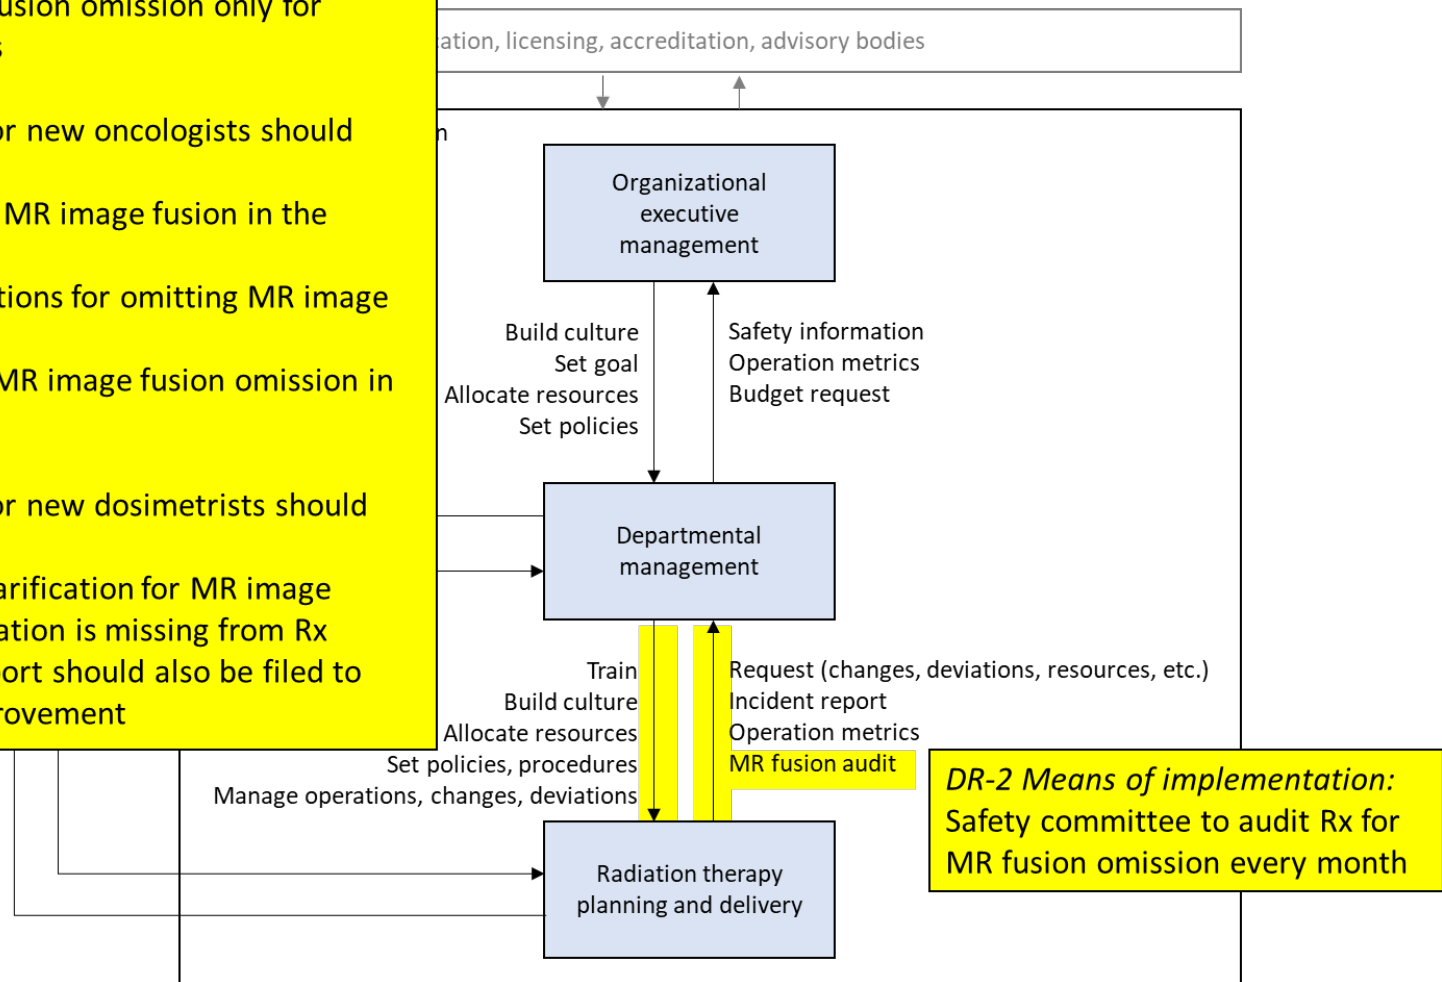 usion omission only for
s
or new oncologists should
MR image fusion in the
tions for omitting MR image
MR image fusion omission in
or new dosimetrists should
arification for MR image
ation is missing from Rx
ort should also be filed to
rovement
ation, licensing, accreditation, advisory bodies
n
Organizational
executive
management
Build culture
Set goal
Allocate resources
Set policies
Safety information
Operation metrics
Budget request
Departmental
management
Train
Build culture
Allocate resources
Set policies, procedures
Manage operations, changes, deviations
Request (changes, deviations, resources, etc.)
Incident report
Operation metrics
MR fusion audit
DR-2 Means of implementation:
Safety committee to audit Rx for
MR fusion omission every month
Radiation therapy
planning and delivery